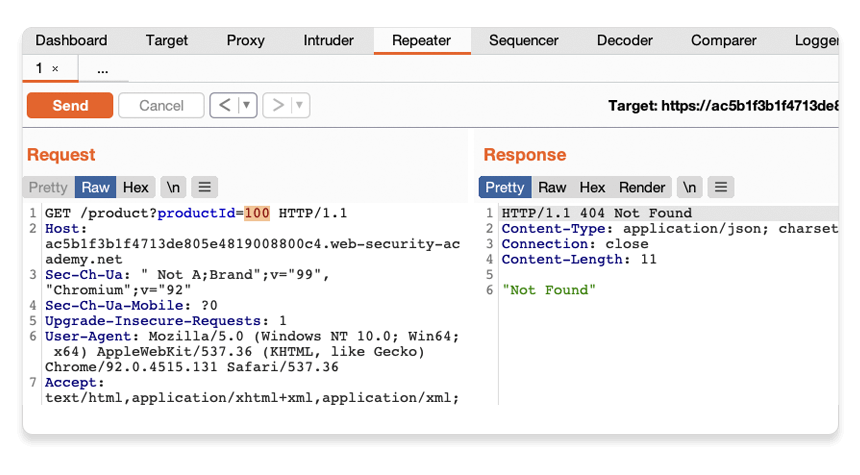 Dashboard Target Proxy Intruder Repeater Sequencer Decoder Comparer Logger
1 × ...
Send Cancel < ▼ > ▼ Target: https://ac5b1f3b1f4713de8
Request
Pretty Raw Hex \n ≡
1 GET /product?productId=100 HTTP/1.1
2 Host:
ac5b1f3b1f4713de805e4819008800c4.web-security-ac
ademy.net
3 Sec-Ch-Ua: " Not A;Brand";v="99",
"Chromium";v="92"
4 Sec-Ch-Ua-Mobile: ?0
5 Upgrade-Insecure-Requests: 1
6 User-Agent: Mozilla/5.0 (Windows NT 10.0; Win64;
x64) AppleWebKit/537.36 (KHTML, like Gecko)
Chrome/92.0.4515.131 Safari/537.36
7 Accept:
text/html,application/xhtml+xml,application/xml;
Response
Pretty Raw Hex Render \n ≡
1 HTTP/1.1 404 Not Found
2 Content-Type: application/json; charset
3 Connection: close
4 Content-Length: 11
5
6 "Not Found"